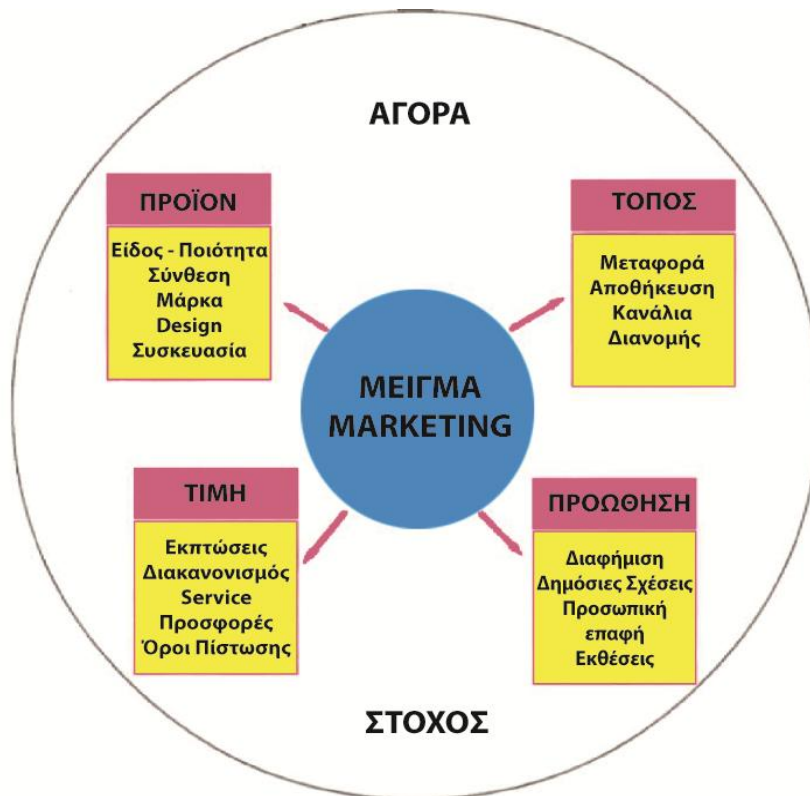 ΑΓΟΡΑ
ΠΡΟΪΟΝ
Είδος - Ποιότητα
Σύνθεση
Μάρκα
Design
Συσκευασία
ΤΟΠΟΣ
Μεταφορά
Αποθήκευση
Κανάλια
Διανομής
ΜΕΙΓΜΑ
MARKETING
ΤΙΜΗ
Εκπτώσεις
Διακανονισμός
Service
Προσφορές
Όροι Πίστωσης
ΠΡΟΩΘΗΣΗ
Διαφήμιση
Δημόσιες Σχέσεις
Προσωπική
επαφή
Εκθέσεις
ΣΤΟΧΟΣ